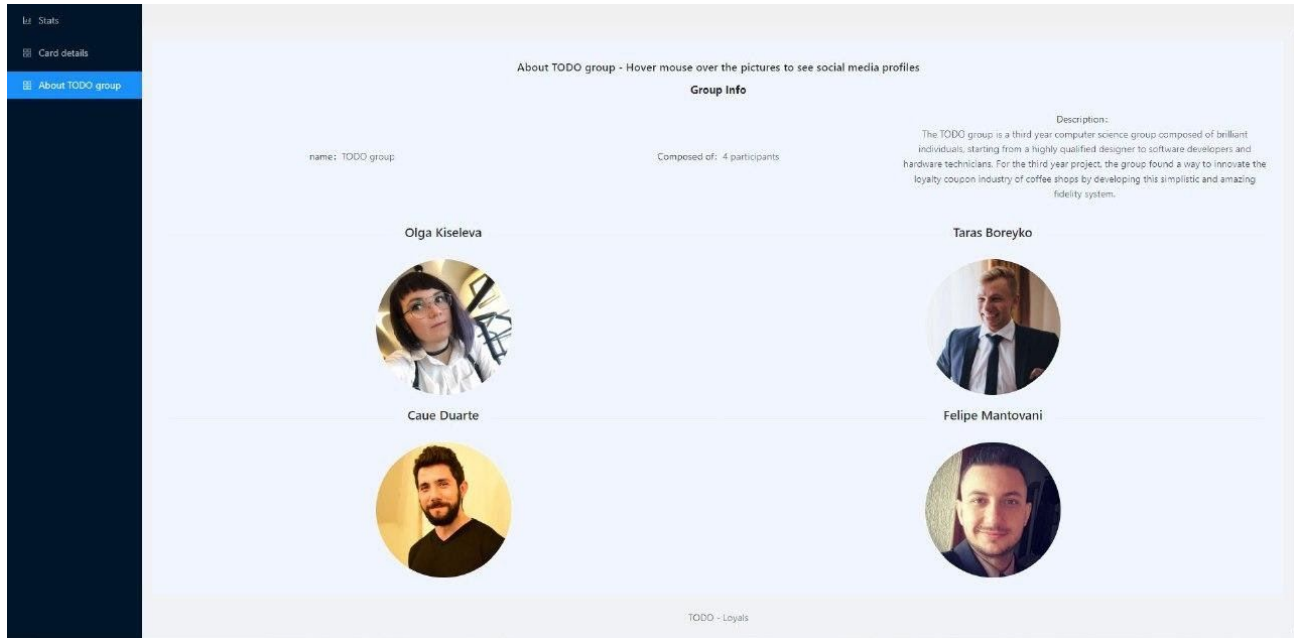 Stats
Card details
About TODO group
About TODO group - Hover mouse over the pictures to see social media profiles
Group Info
name: TODO group
Composed of: 4 participants
Description:
The TODO group is a third year computer science group composed of brilliant
individuals, starting from a highly qualified designer to software developers and
hardware technicians. For the third year project, the group found a way to innovate the
loyalty coupon industry of coffee shops by developing this simplistic and amazing
fidelity system.
Olga Kiseleva
Taras Boreyko
Caue Duarte
Felipe Mantovani
TODO - Loyals